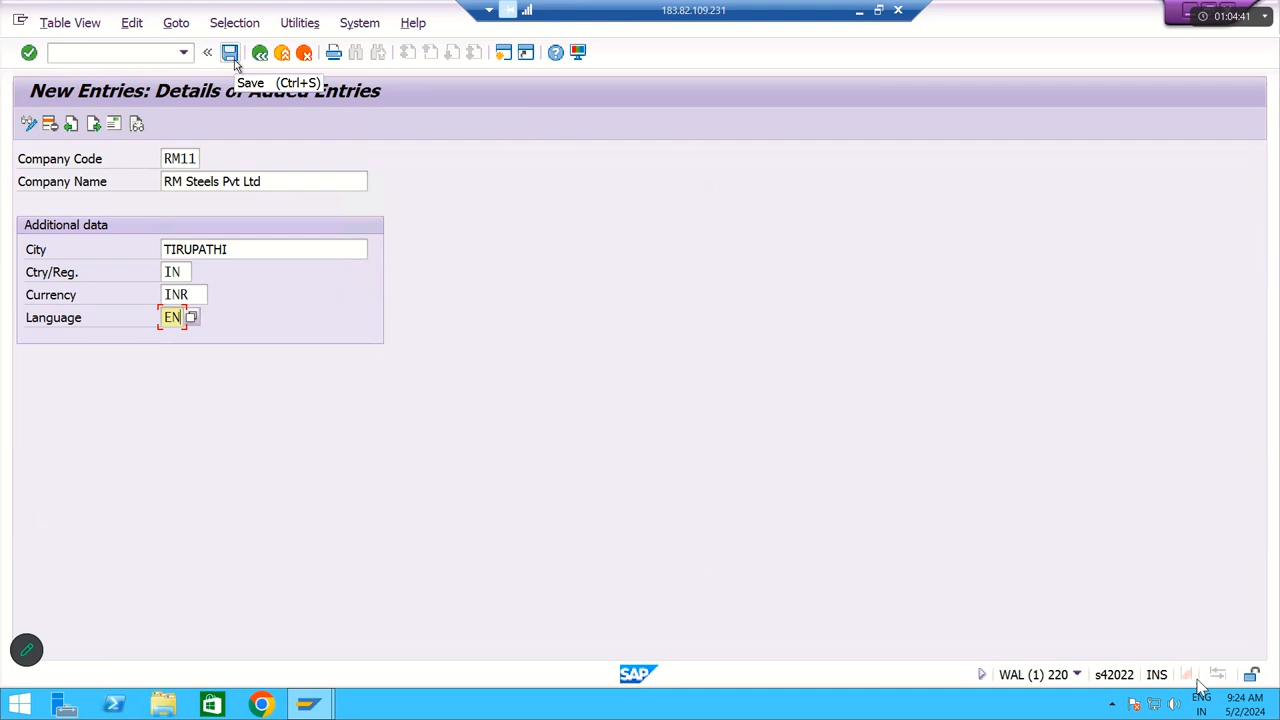 183.82.109.231
01:04:41
Table View Edit Goto Selection Utilities System Help
Save (Ctrl+S)
New Entries: Details of Added Entries
Company Code RM11
Company Name RM Steels Pvt Ltd
Additional data
City TIRUPATHI
Ctry/Reg. IN
Currency INR
Language EN
SAP
WAL (1) 220 s42022 INS
ENG 9:24 AM
IN 5/2/2024